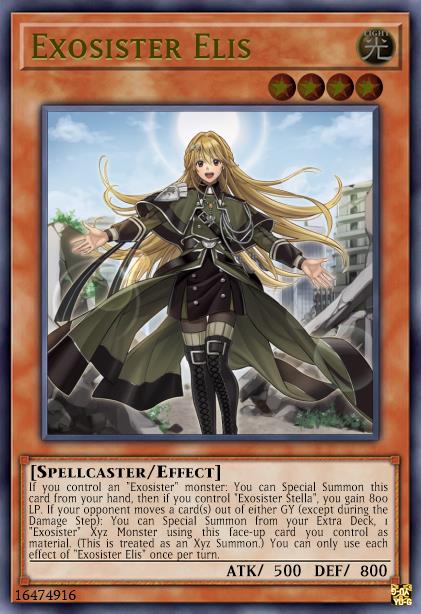 Exosister Elis
LIGHT
光
[Spellcaster/Effect]
If you control an "Exosister" monster: You can Special Summon this
card from your hand, then if you control "Exosister Stella", you gain 800
LP. If your opponent moves a card(s) out of either GY (except during the
Damage Step): You can Special Summon from your Extra Deck, 1
"Exosister" Xyz Monster using this face-up card you control as
material. (This is treated as an Xyz Summon.) You can only use each
effect of "Exosister Elis" once per turn.
ATK/ 500 DEF/ 800
16474916